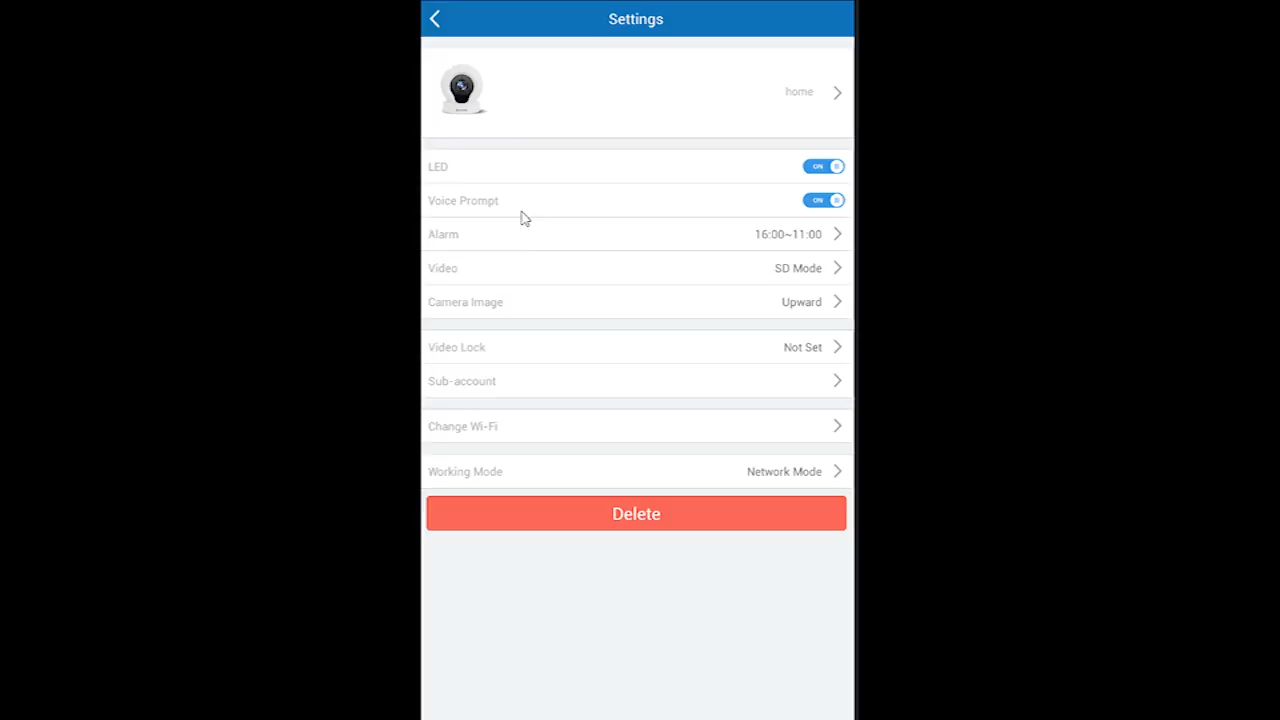 Settings
home
LED ON
Voice Prompt ON
Alarm 16:00~11:00
Video SD Mode
Camera Image Upward
Video Lock Not Set
Sub-account
Change Wi-Fi
Working Mode Network Mode
Delete